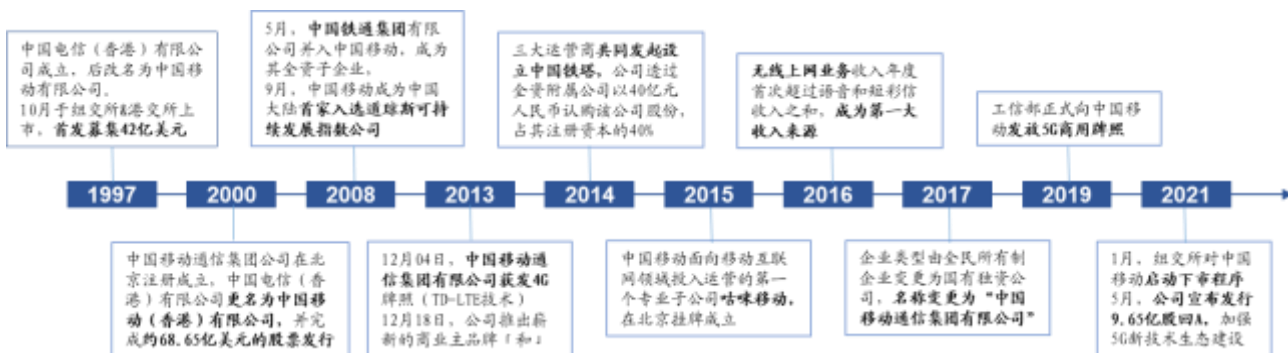 中国电信（香港）有限公
司成立，后改名为中国移
动有限公司。
10月于纽交所&港交所上
市，首发募集42亿美元
5月，中国铁通集团有限
公司并入中国移动，成为
其全资子企业。
9月，中国移动成为中国
大陆首家入选道琼斯可持
续发展指数公司
三大运营商共同发起设
立中国铁塔，公司透过
全资附属公司以40亿元
人民币认购该公司股份，
占其注册资本的40%
无线上网业务收入年度
首次超过语音和短彩信
收入之和，成为第一大
收入来源
工信部正式向中国移
动发放5G商用牌照
1997 2000 2008 2013 2014 2015 2016 2017 2019 2021
中国移动通信集团公司在北
京注册成立，中国电信（香
港）有限公司更名为中国移
动（香港）有限公司，并完
成约68.65亿美元的股票发行
12月04日，中国移动通
信集团有限公司获发4G
牌照（TD-LTE技术）
12月18日，公司推出崭
新的商业主品牌「和」
中国移动面向移动互联
网领域投入运营的第一
个专业子公司咕咪移动，
在北京挂牌成立
企业类型由全民所有制
企业变更为国有独资公
司，名称变更为“中国
移动通信集团有限公司”
1月，纽交所对中国
移动启动下市程序
5月，公司宣布发行
9.65亿股回A，加强
5G新技术生态建设